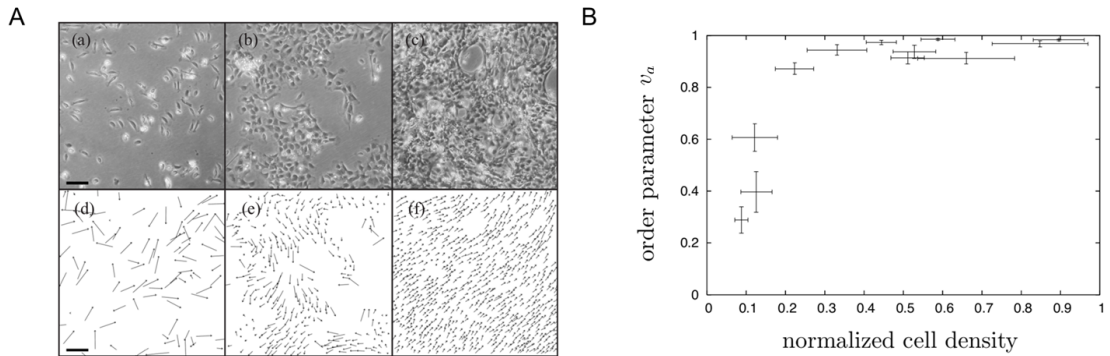 A
(a)
(b)
(c)
(d)
(e)
(f)
B
order parameter vₐ
1
0.8
0.6
0.4
0.2
0
0 0.1 0.2 0.3 0.4 0.5 0.6 0.7 0.8 0.9 1
normalized cell density